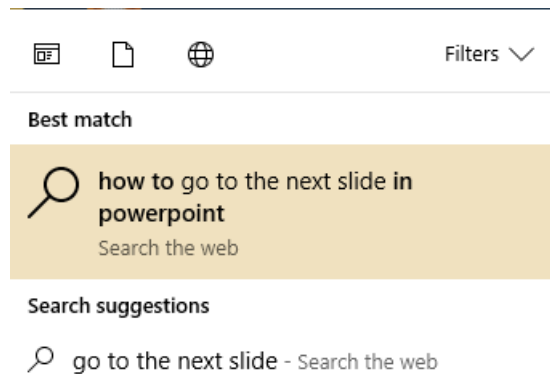 Filters
Best match
how to go to the next slide in
powerpoint
Search the web
Search suggestions
go to the next slide - Search the web